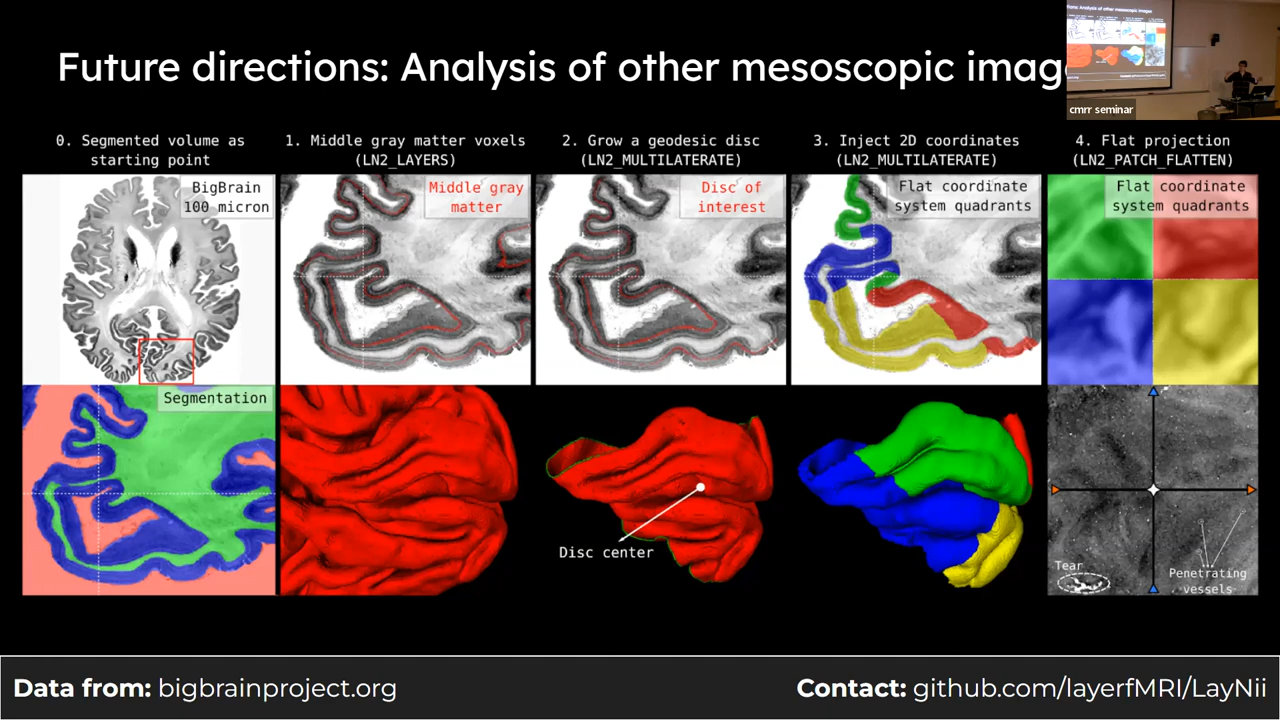 Future directions: Analysis of other mesoscopic imag
cmrr seminar
0. Segmented volume as
starting point
1. Middle gray matter voxels
(LN2_LAYERS)
2. Grow a geodesic disc
(LN2_MULTILATERATE)
3. Inject 2D coordinates
(LN2_MULTILATERATE)
4. Flat projection
(LN2_PATCH_FLATTEN)
BigBrain
100 micron
Middle gray
matter
Disc of
interest
Flat coordinate
system quadrants
Flat coordinate
system quadrants
Segmentation
Disc center
Tear
Penetrating
vessels
Data from: bigbrainproject.org
Contact: github.com/layerfMRI/LayNii